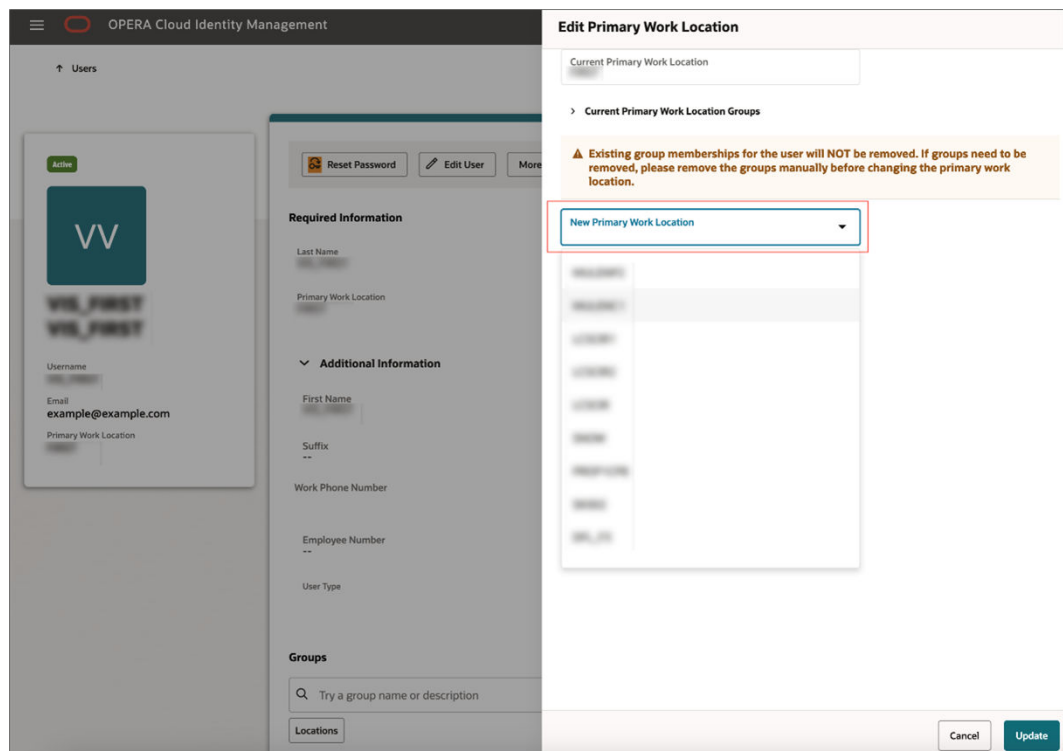 OPERA Cloud Identity Management
Users
Active
VV
VIS_FIRST
VIS_FIRST
Username
Email
example@example.com
Primary Work Location
Reset Password
Edit User
More
Required Information
Last Name
Primary Work Location
Additional Information
First Name
Suffix
--
Work Phone Number
Employee Number
--
User Type
Groups
Try a group name or description
Locations
Edit Primary Work Location
Current Primary Work Location
Current Primary Work Location Groups
Existing group memberships for the user will NOT be removed. If groups need to be
removed, please remove the groups manually before changing the primary work
location.
New Primary Work Location
Cancel
Update